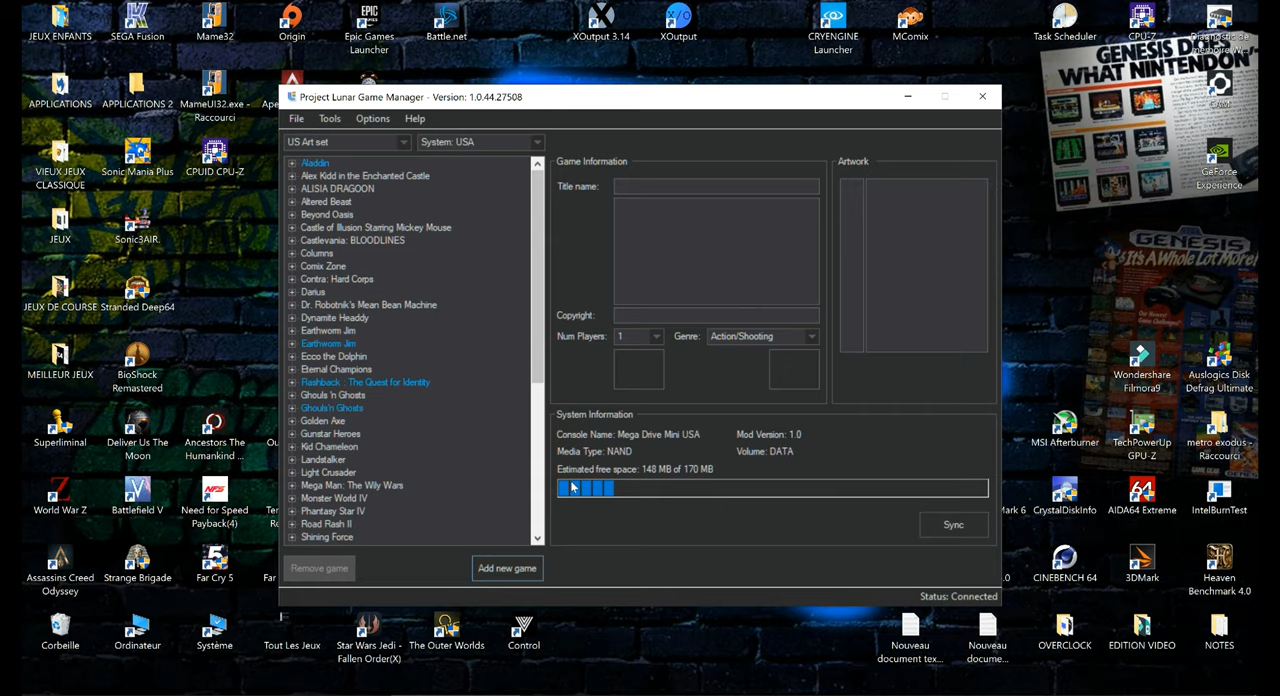 JEUX ENFANTS
SEGA Fusion
Mame32
Origin
Epic Games
Launcher
Battle.net
XOutput 3.14
XOutput
CRYENGINE
Launcher
MComix
Task Scheduler
CPU-Z
Diagnostic de
mémoire
APPLICATIONS
APPLICATIONS 2
MameUI32.exe -
Raccourci
GENESIS
WHAT NINTENDON
CAM
VIEUX JEUX
CLASSIQUE
Sonic Mania Plus
CPUID CPU-Z
GeForce
Experience
JEUX
Sonic3AIR.
JEUX DE COURSE
Stranded Deep64
GENESIS
It's A Whole Lot More!
MEILLEUR JEUX
BioShock
Remastered
Wondershare
Filmora9
Auslogics Disk
Defrag Ultimate
Superliminal
Deliver Us The
Moon
Ancestors The
Humankind ...
MSI Afterburner
TechPowerUp
GPU-Z
metro exodus -
Raccourci
World War Z
Battlefield V
Need for Speed
Payback(4)
Mark 6
CrystalDiskInfo
AIDA64 Extreme
IntelBurnTest
Assassins Creed
Odyssey
Strange Brigade
Far Cry 5
Far
CINEBENCH 64
3DMark
Heaven
Benchmark 4.0
Corbeille
Ordinateur
Système
Tout Les Jeux
Star Wars Jedi -
Fallen Order(X)
The Outer Worlds
Control
Nouveau
document tex...
Nouveau
docume...
OVERCLOCK
EDITION VIDEO
NOTES
Project Lunar Game Manager - Version: 1.0.44.27508
File Tools Options Help
US Art set
System: USA
Aladdin
Alex Kidd in the Enchanted Castle
ALISIA DRAGOON
Altered Beast
Beyond Oasis
Castle of Illusion Starring Mickey Mouse
Castlevania: BLOODLINES
Columns
Comix Zone
Contra: Hard Corps
Darius
Dr. Robotnik's Mean Bean Machine
Dynamite Headdy
Earthworm Jim
Earthworm Jim
Ecco the Dolphin
Eternal Champions
Flashback : The Quest for Identity
Ghouls 'n Ghosts
Ghouls'n Ghosts
Golden Axe
Gunstar Heroes
Kid Chameleon
Landstalker
Light Crusader
Mega Man: The Wily Wars
Monster World IV
Phantasy Star IV
Road Rash II
Shining Force
Remove game
Add new game
Game Information
Title name:
Copyright:
Num Players: 1
Genre: Action/Shooting
Artwork
System Information
Console Name: Mega Drive Mini USA
Mod Version: 1.0
Media Type: NAND
Volume: DATA
Estimated free space: 148 MB of 170 MB
Sync
Status: Connected